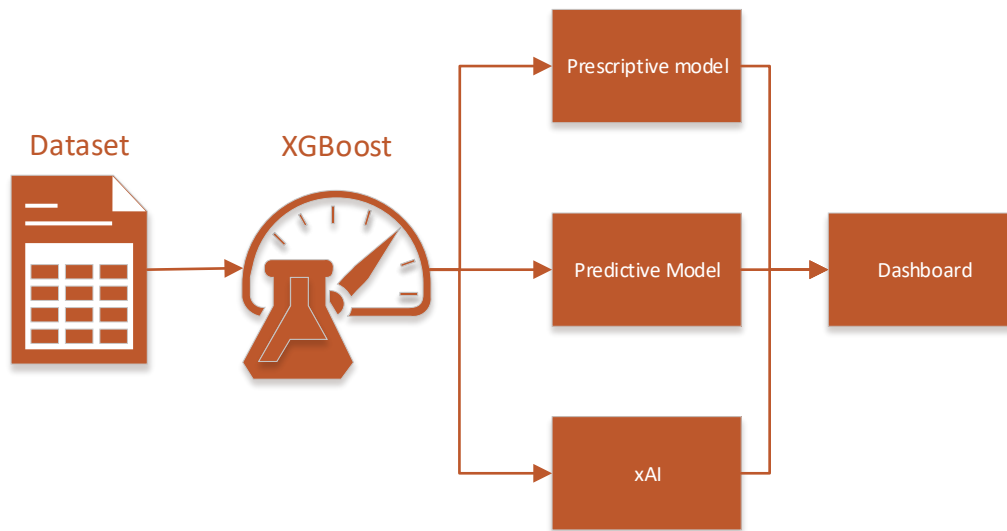 Dataset
XGBoost
Prescriptive model
Predictive Model
xAI
Dashboard